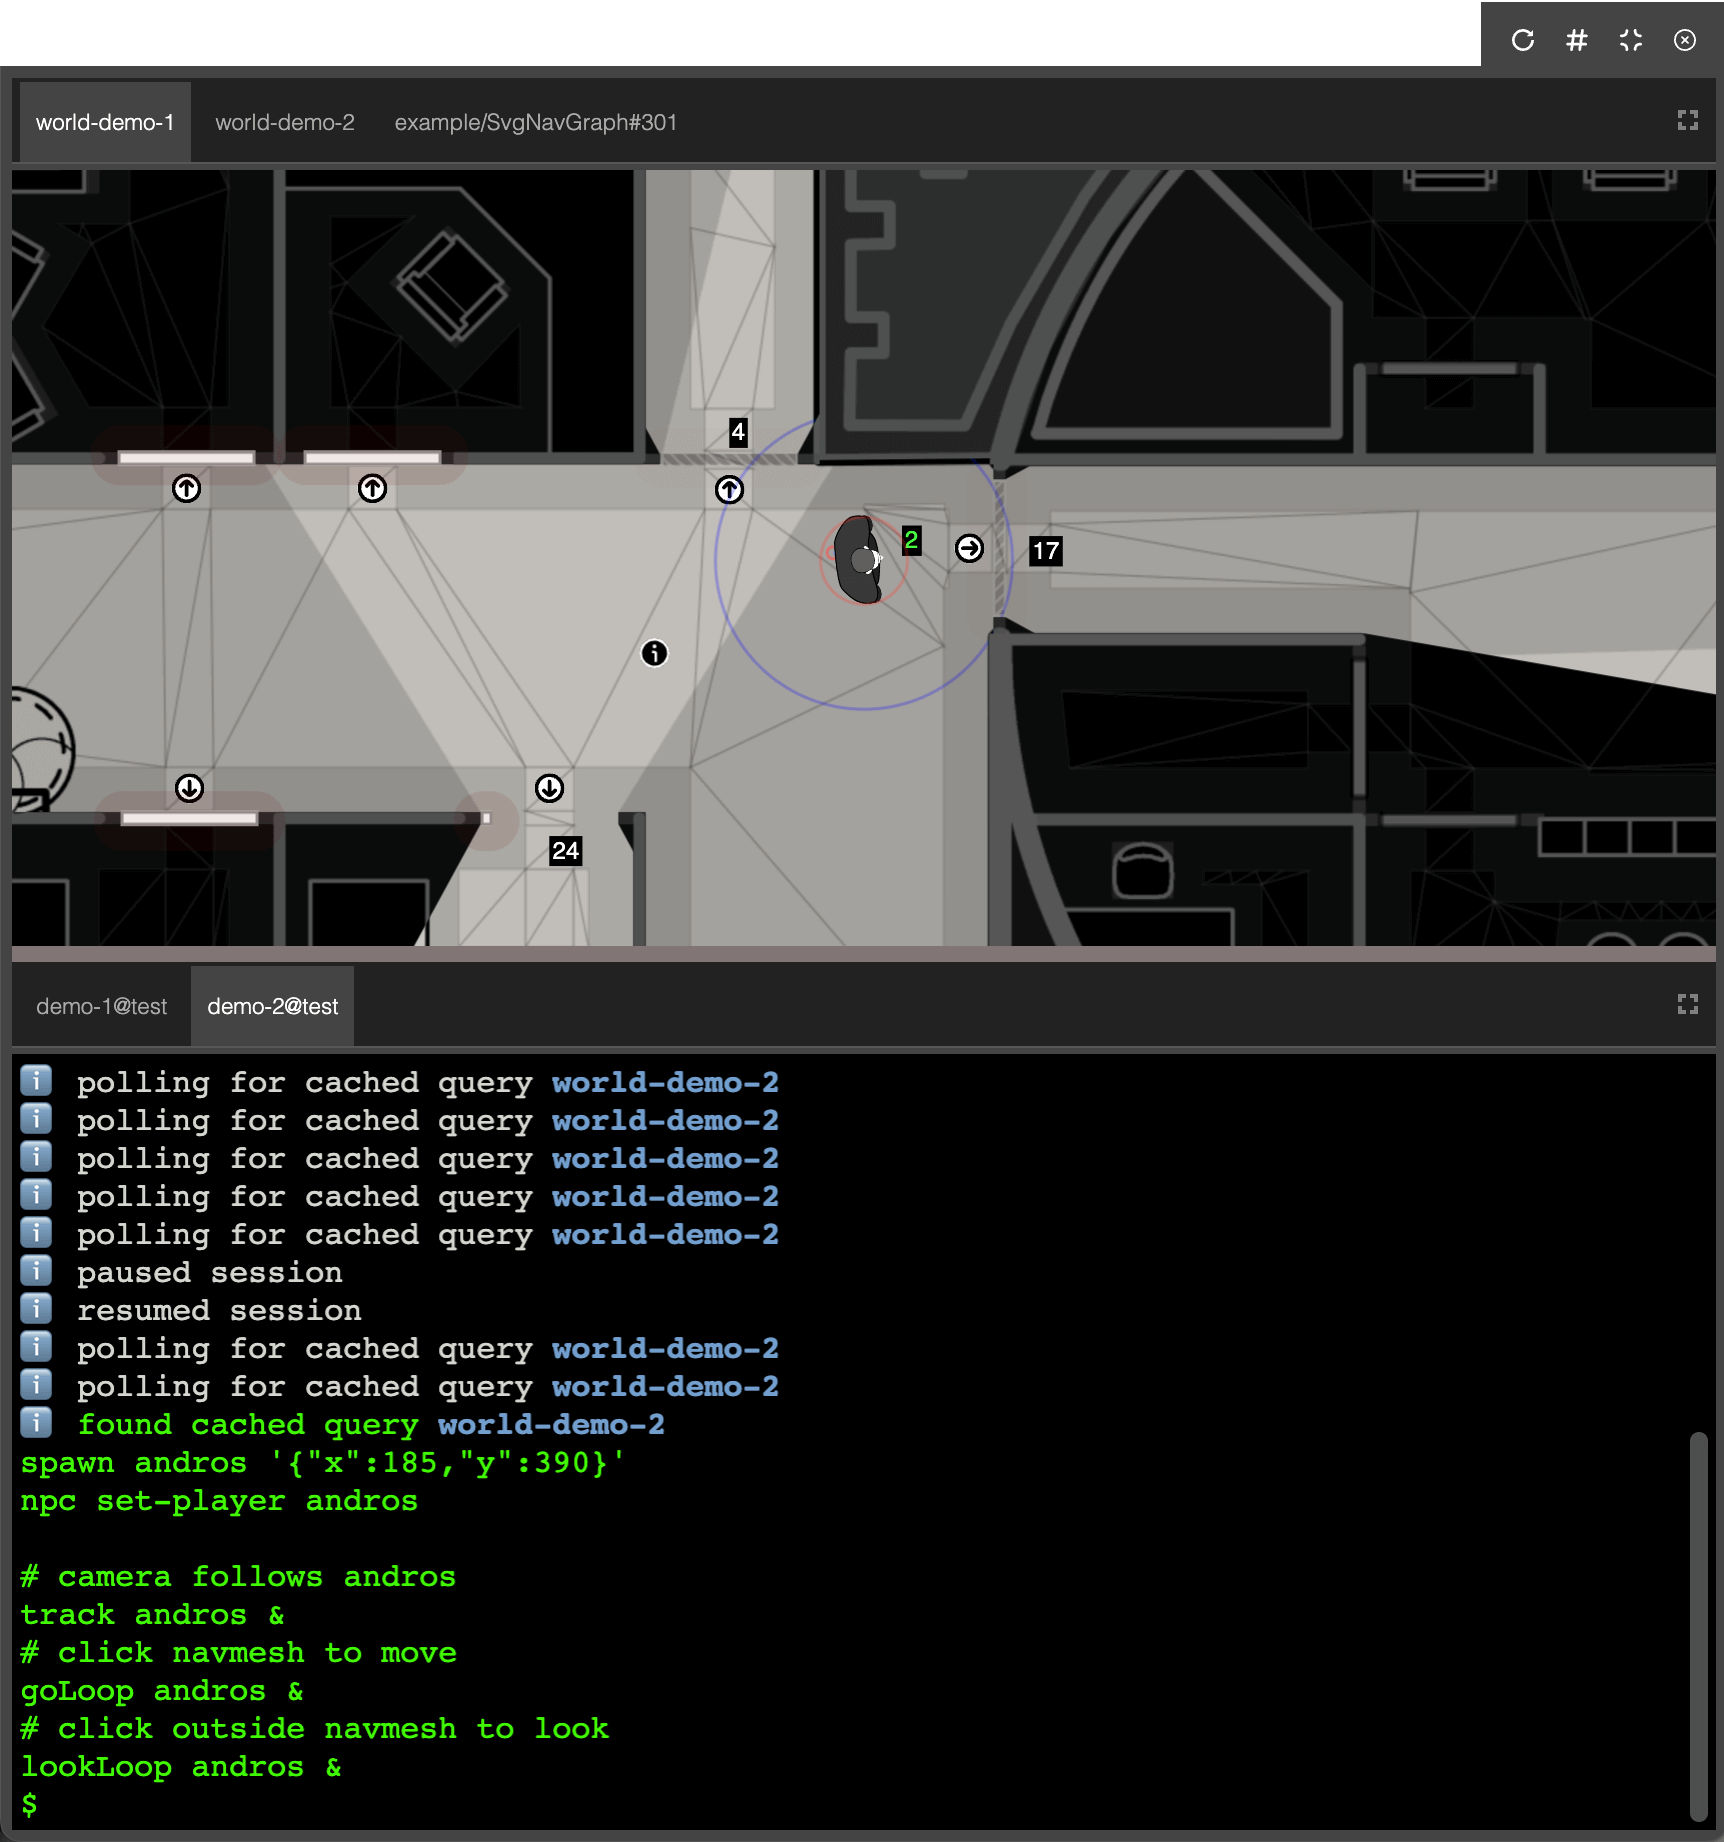 world-demo-1 world-demo-2 example/SvgNavGraph#301
4
2
17
24
demo-1@test demo-2@test
polling for cached query world-demo-2
polling for cached query world-demo-2
polling for cached query world-demo-2
polling for cached query world-demo-2
polling for cached query world-demo-2
paused session
resumed session
polling for cached query world-demo-2
polling for cached query world-demo-2
found cached query world-demo-2
spawn andros '{"x":185,"y":390}'
npc set-player andros
# camera follows andros
track andros &
# click navmesh to move
goLoop andros &
# click outside navmesh to look
lookLoop andros &
$